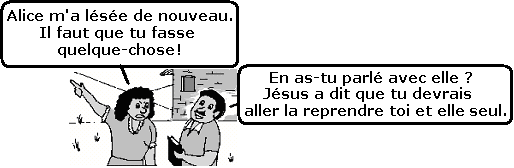 Alice m'a lésée de nouveau.
Il faut que tu fasse
quelque-chose!
En as-tu parlé avec elle ?
Jésus a dit que tu devrais
aller la reprendre toi et elle seul.